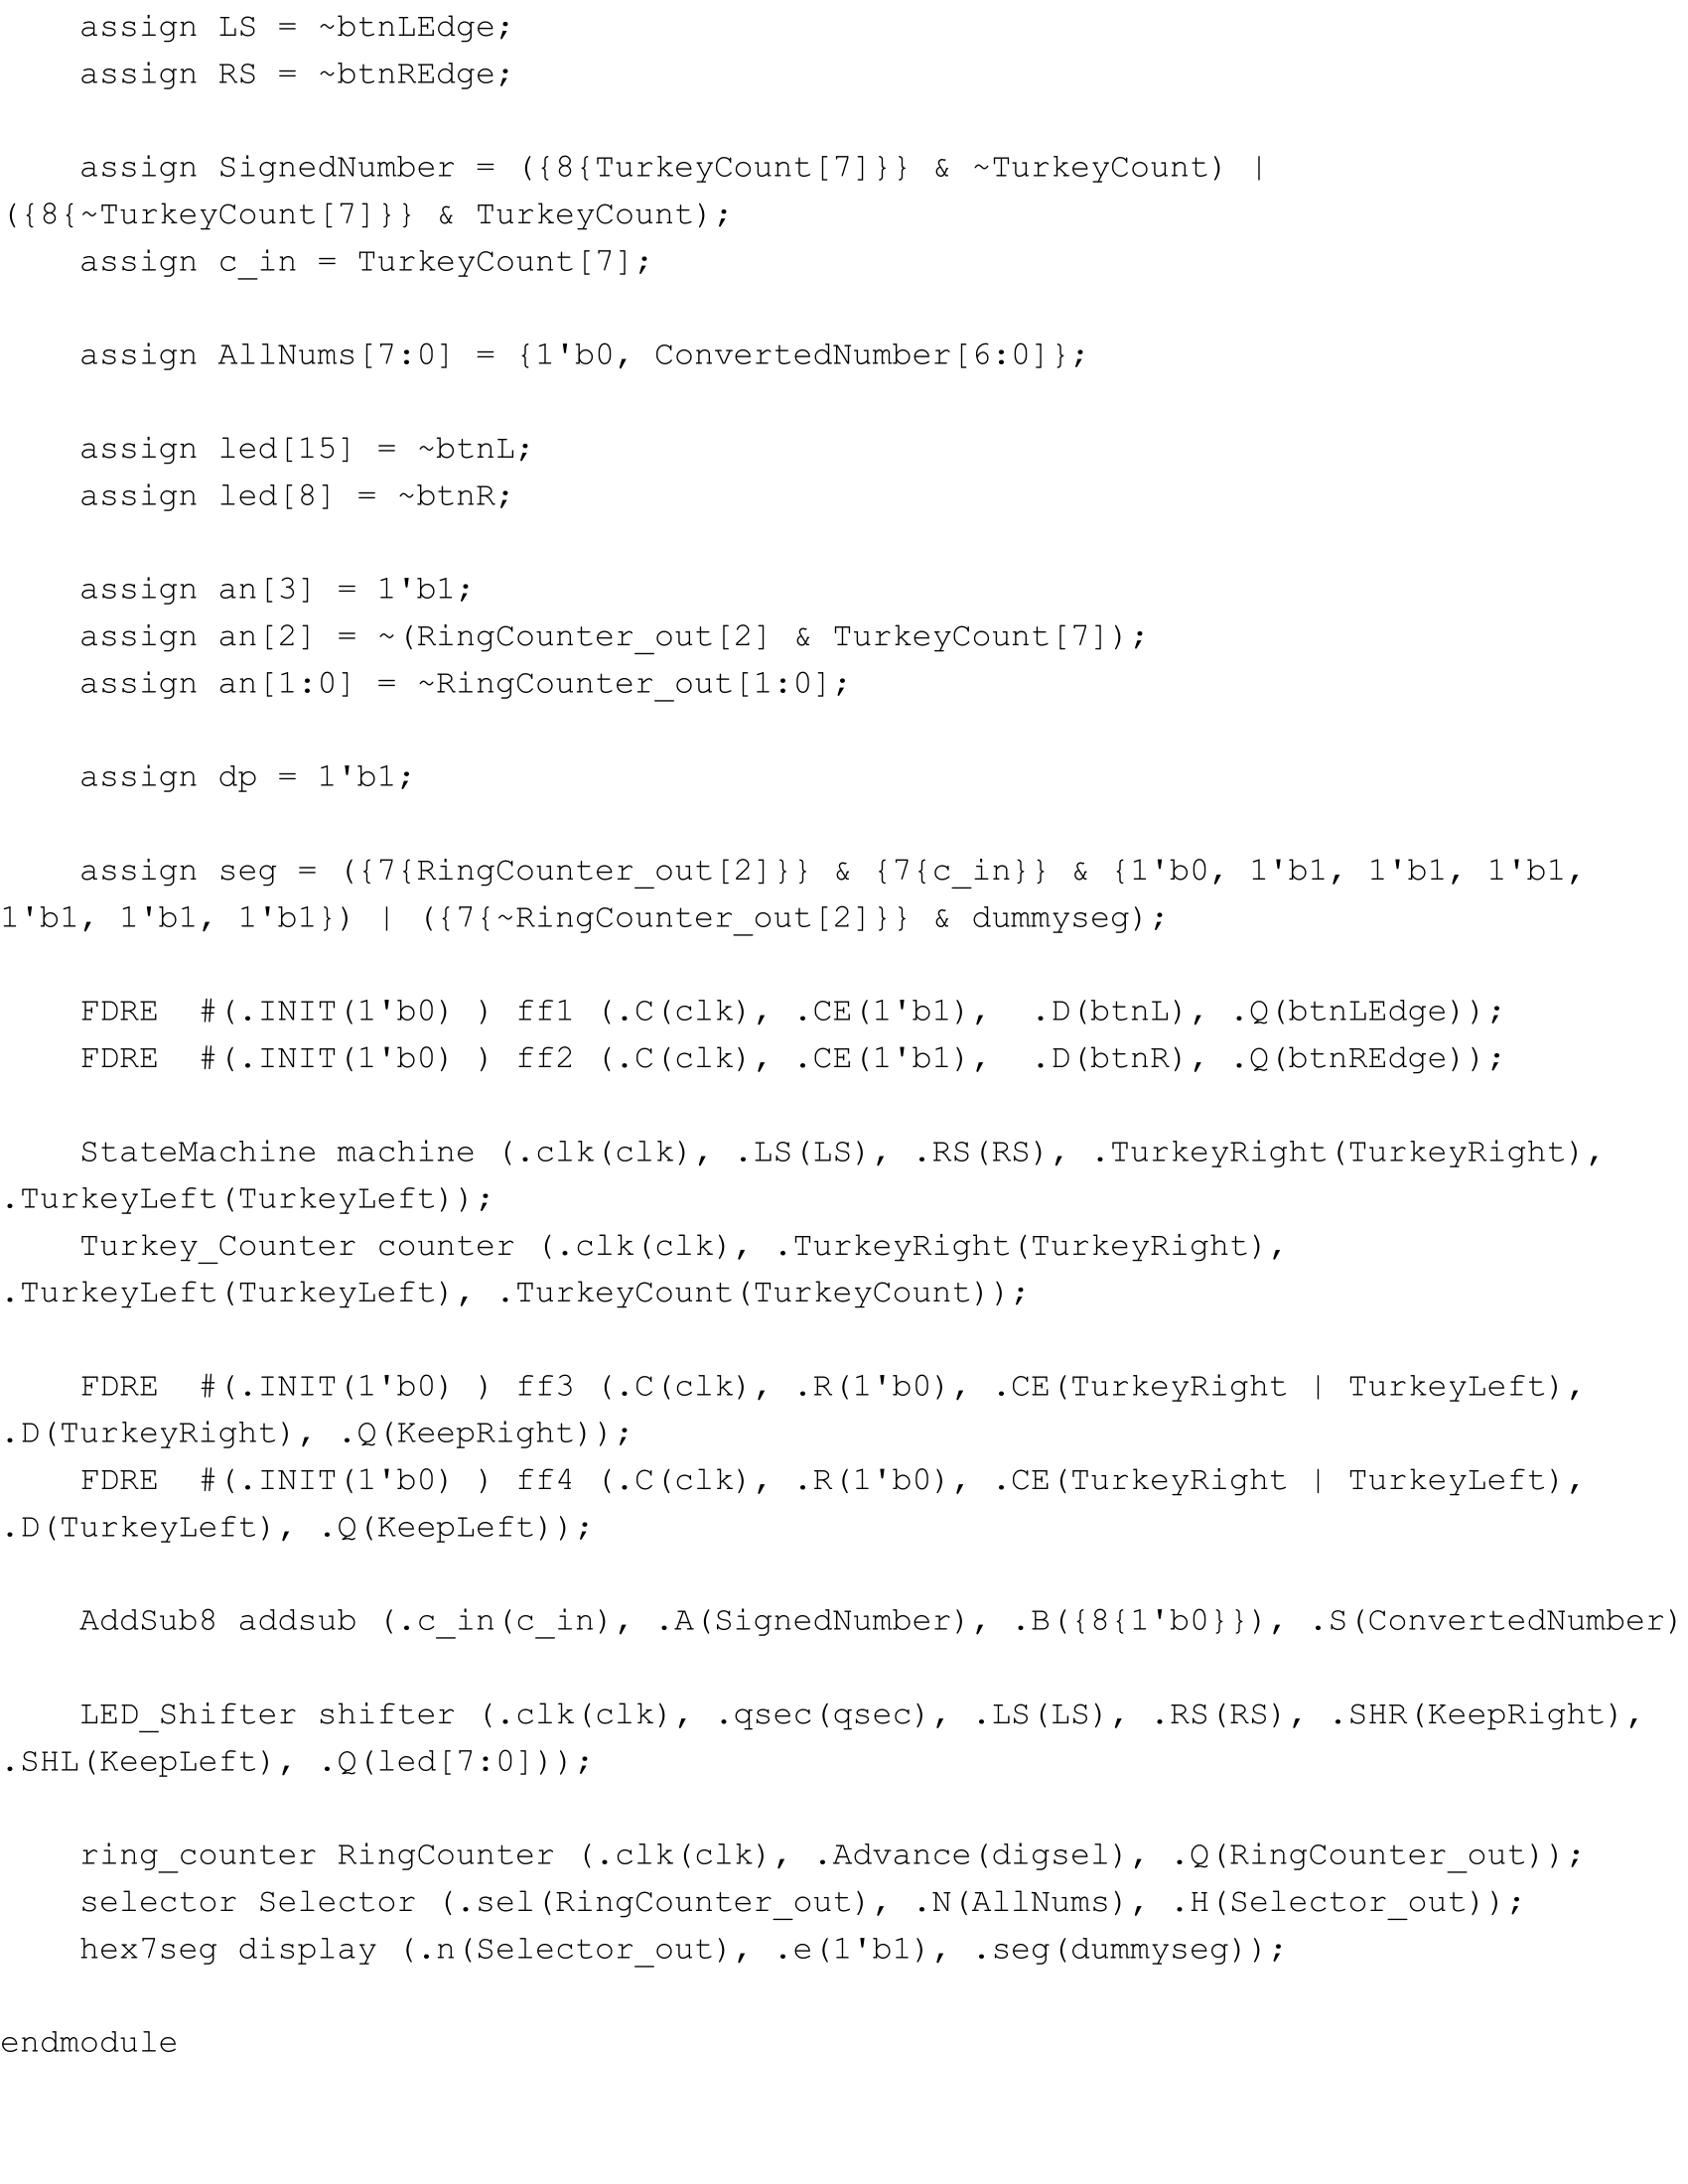 assign LS = ~btnLEdge;
    assign RS = ~btnREdge;

    assign SignedNumber = ({8{TurkeyCount[7]}} & ~TurkeyCount) |
({8{~TurkeyCount[7]}} & TurkeyCount);
    assign c_in = TurkeyCount[7];

    assign AllNums[7:0] = {1'b0, ConvertedNumber[6:0]};

    assign led[15] = ~btnL;
    assign led[8] = ~btnR;

    assign an[3] = 1'b1;
    assign an[2] = ~(RingCounter_out[2] & TurkeyCount[7]);
    assign an[1:0] = ~RingCounter_out[1:0];

    assign dp = 1'b1;

    assign seg = ({7{RingCounter_out[2]}} & {7{c_in}} & {1'b0, 1'b1, 1'b1, 1'b1,
1'b1, 1'b1, 1'b1}) | ({7{~RingCounter_out[2]}} & dummyseg);

    FDRE  #(.INIT(1'b0) ) ff1 (.C(clk), .CE(1'b1),  .D(btnL), .Q(btnLEdge));
    FDRE  #(.INIT(1'b0) ) ff2 (.C(clk), .CE(1'b1),  .D(btnR), .Q(btnREdge));

    StateMachine machine (.clk(clk), .LS(LS), .RS(RS), .TurkeyRight(TurkeyRight),
.TurkeyLeft(TurkeyLeft));
    Turkey_Counter counter (.clk(clk), .TurkeyRight(TurkeyRight),
.TurkeyLeft(TurkeyLeft), .TurkeyCount(TurkeyCount));

    FDRE  #(.INIT(1'b0) ) ff3 (.C(clk), .R(1'b0), .CE(TurkeyRight | TurkeyLeft),
.D(TurkeyRight), .Q(KeepRight));
    FDRE  #(.INIT(1'b0) ) ff4 (.C(clk), .R(1'b0), .CE(TurkeyRight | TurkeyLeft),
.D(TurkeyLeft), .Q(KeepLeft));

    AddSub8 addsub (.c_in(c_in), .A(SignedNumber), .B({8{1'b0}}), .S(ConvertedNumber)

    LED_Shifter shifter (.clk(clk), .qsec(qsec), .LS(LS), .RS(RS), .SHR(KeepRight),
.SHL(KeepLeft), .Q(led[7:0]));

    ring_counter RingCounter (.clk(clk), .Advance(digsel), .Q(RingCounter_out));
    selector Selector (.sel(RingCounter_out), .N(AllNums), .H(Selector_out));
    hex7seg display (.n(Selector_out), .e(1'b1), .seg(dummyseg));

endmodule